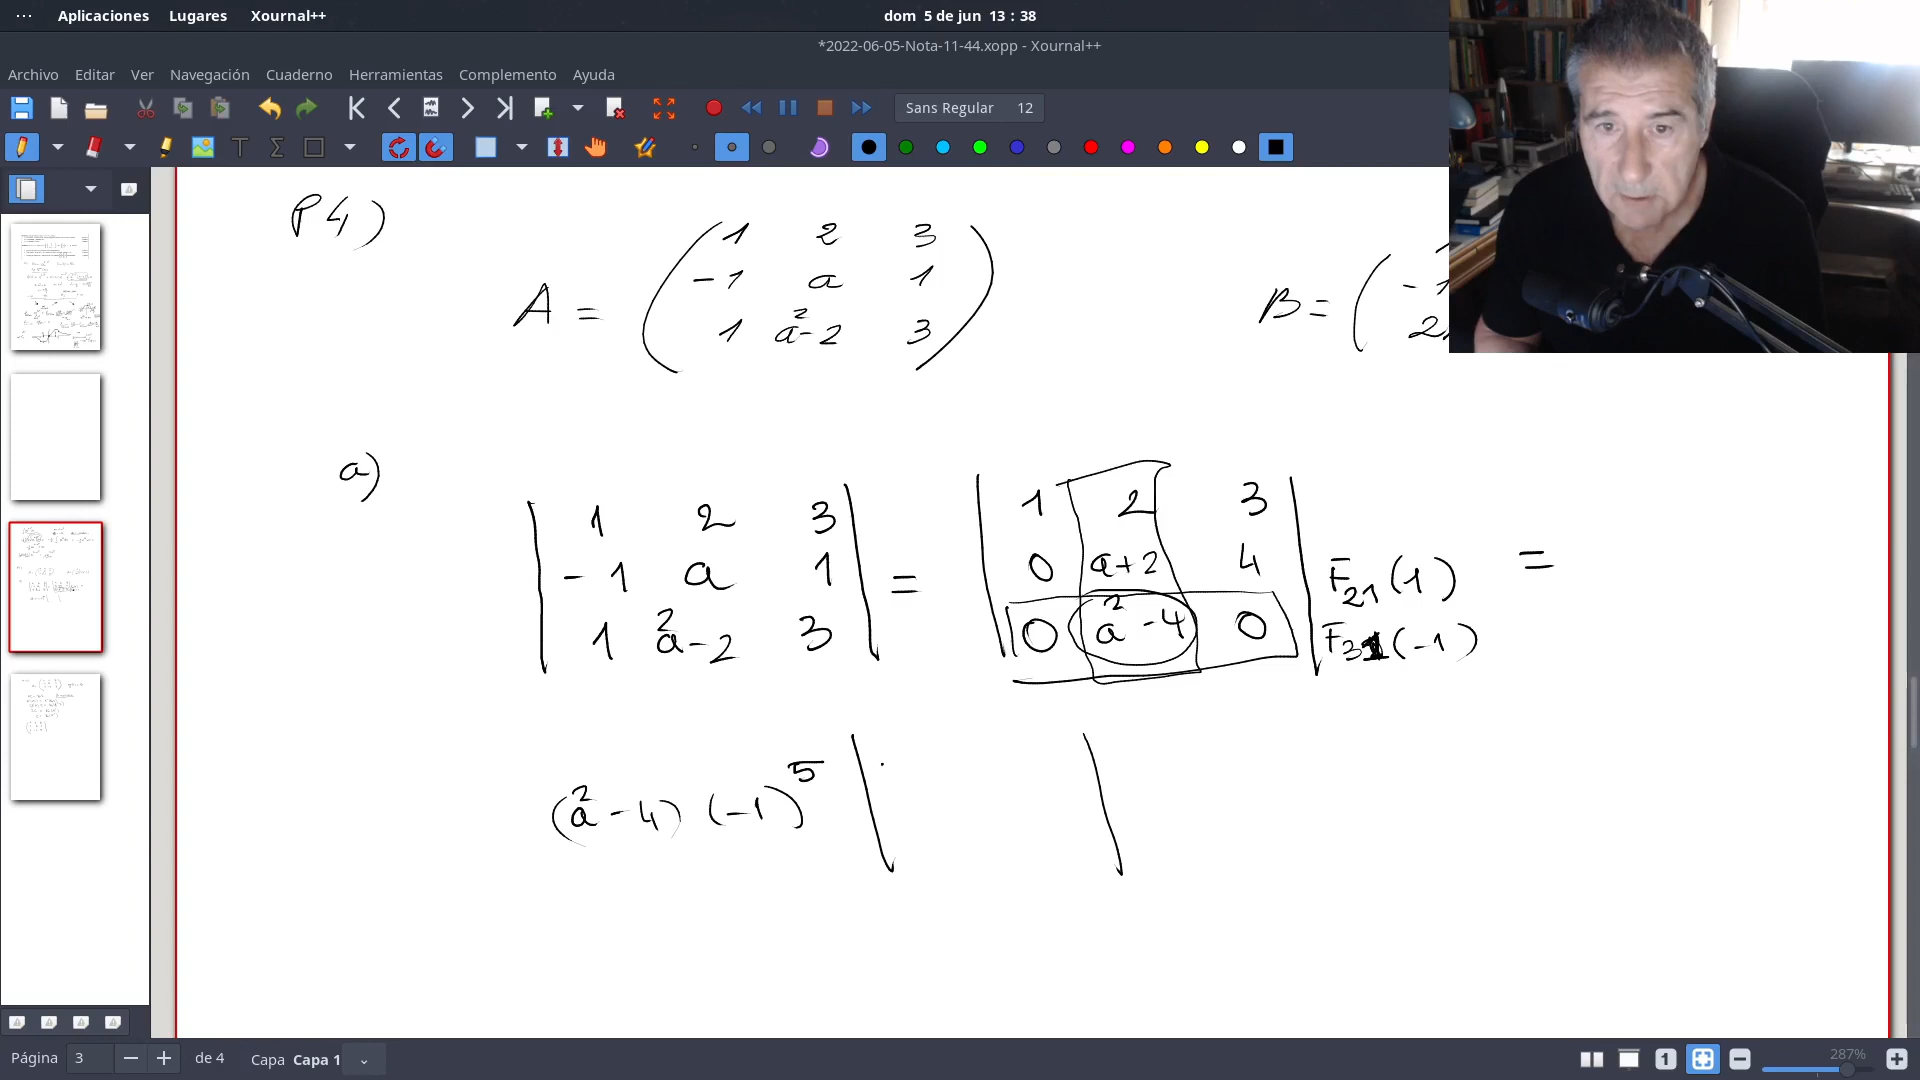 ... Aplicaciones Lugares Xournal++ dom 5 de jun 13 : 38
*2022-06-05-Nota-11-44.xopp - Xournal++
Archivo Editar Ver Navegación Cuaderno Herramientas Complemento Ayuda
Sans Regular 12
P4)
A = ( 1 2 3
-1 a 1
1 a²-2 3 )
B = ( -1
2
a)
| 1 2 3 | = | 1 2 3 |
| -1 a 1 | | 0 a+2 4 | F21(1) =
| 1 a²-2 3 | | 0 a²-4 0 | F31(-1)
(a²-4) (-1)⁵ | |
Página 3 de 4 Capa Capa 1 1 287%